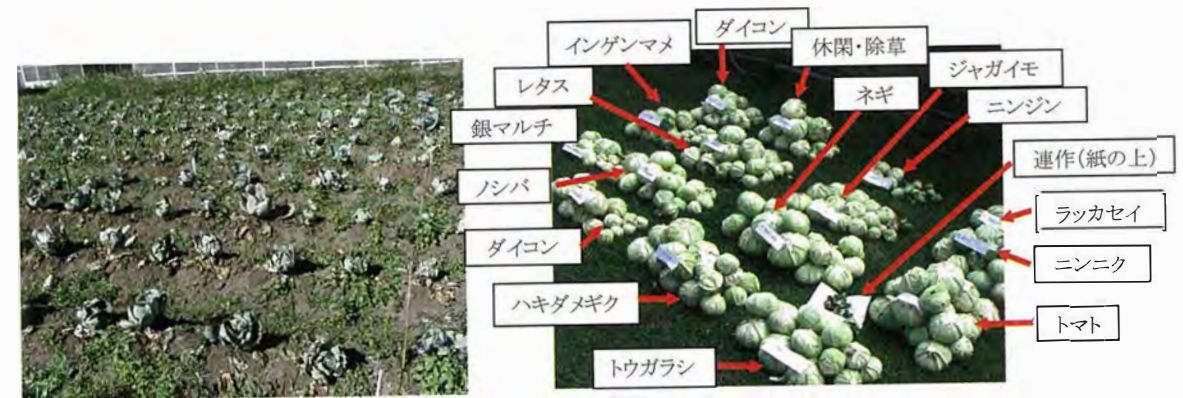 ダイコン
インゲンマメ
休閑・除草
ジャガイモ
レタス
ネギ
ニンジン
銀マルチ
連作(紙の上)
ノシバ
ラッカセイ
ダイコン
ニンニク
ハキダメギク
トマト
トウガラシ